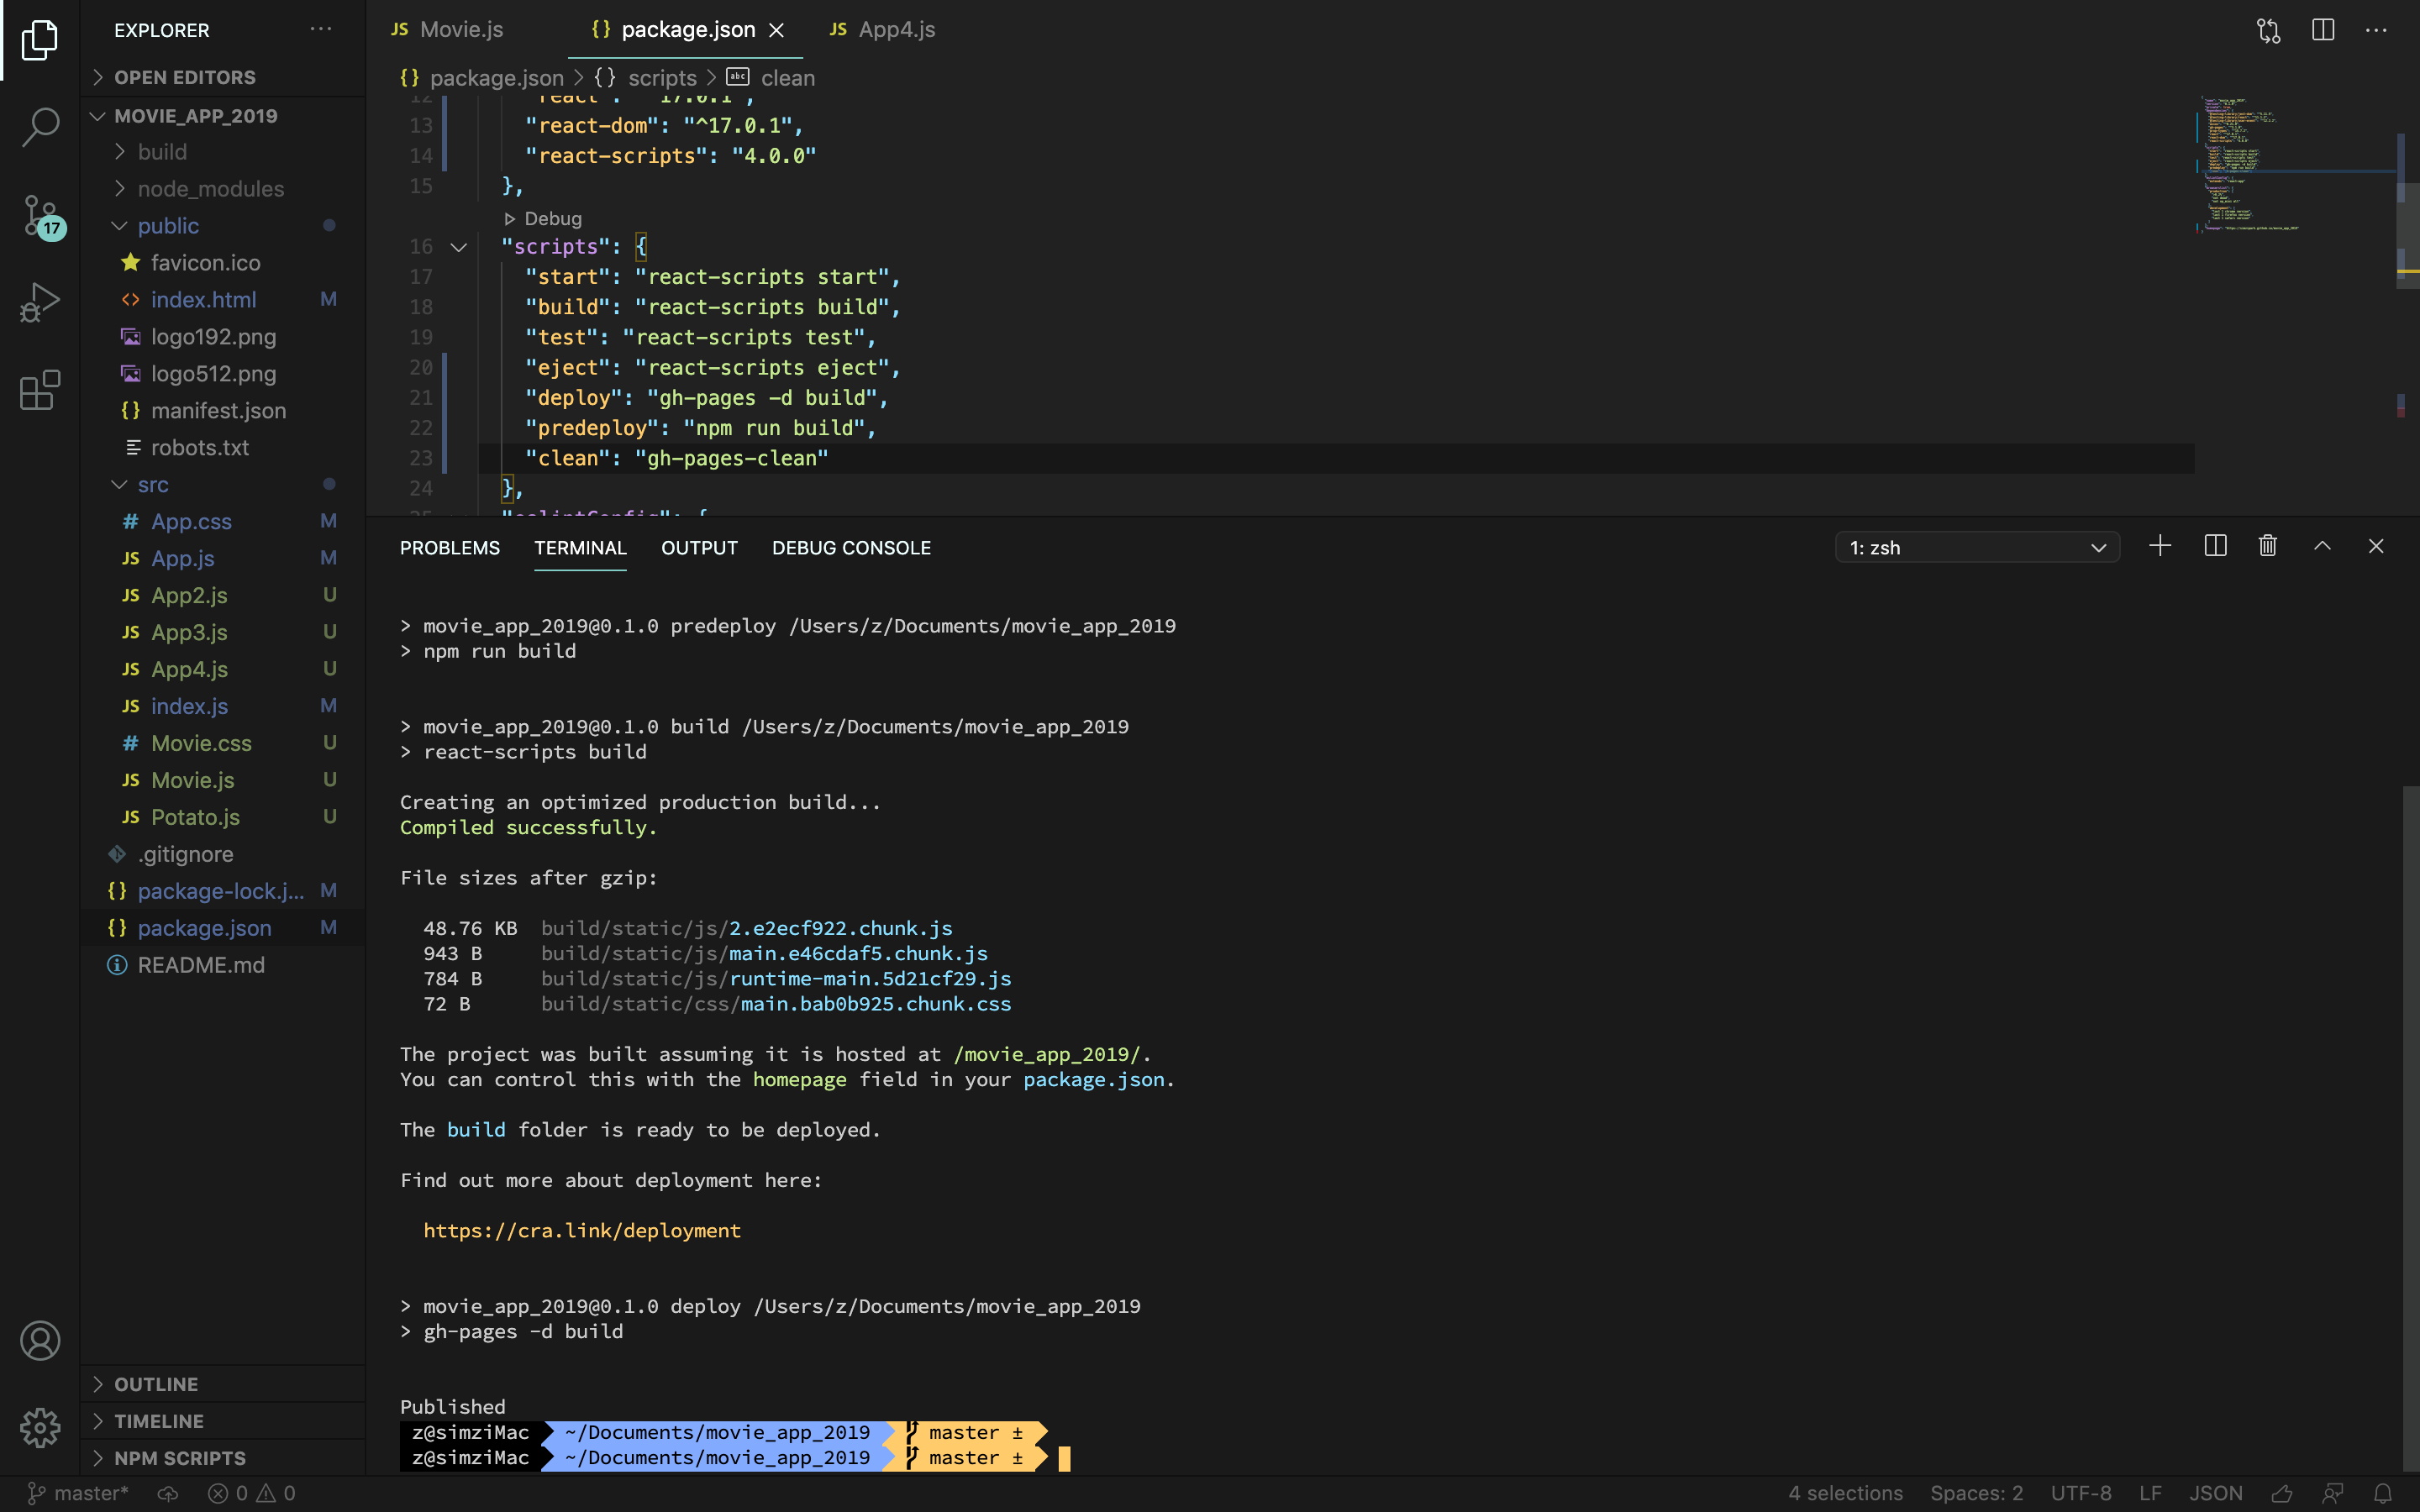 EXPLORER
OPEN EDITORS
MOVIE_APP_2019
build
node_modules
public
favicon.ico
index.html M
logo192.png
logo512.png
manifest.json
robots.txt
src
App.css M
App.js M
App2.js U
App3.js U
App4.js U
index.js M
Movie.css U
Movie.js U
Potato.js U
.gitignore
package-lock.j... M
package.json M
README.md
OUTLINE
TIMELINE
NPM SCRIPTS
17
JS Movie.js
{} package.json
JS App4.js
{} package.json > {} scripts > abc clean
12 "react": "^17.0.1",
13 "react-dom": "^17.0.1",
14 "react-scripts": "4.0.0"
15 },
Debug
16 "scripts": {
17 "start": "react-scripts start",
18 "build": "react-scripts build",
19 "test": "react-scripts test",
20 "eject": "react-scripts eject",
21 "deploy": "gh-pages -d build",
22 "predeploy": "npm run build",
23 "clean": "gh-pages-clean"
24 },
25 "eslintConfig": {
PROBLEMS TERMINAL OUTPUT DEBUG CONSOLE
1: zsh
> movie_app_2019@0.1.0 predeploy /Users/z/Documents/movie_app_2019
> npm run build
> movie_app_2019@0.1.0 build /Users/z/Documents/movie_app_2019
> react-scripts build
Creating an optimized production build...
Compiled successfully.
File sizes after gzip:
48.76 KB build/static/js/2.e2ecf922.chunk.js
943 B build/static/js/main.e46cdaf5.chunk.js
784 B build/static/js/runtime-main.5d21cf29.js
72 B build/static/css/main.bab0b925.chunk.css
The project was built assuming it is hosted at /movie_app_2019/.
You can control this with the homepage field in your package.json.
The build folder is ready to be deployed.
Find out more about deployment here:
https://cra.link/deployment
> movie_app_2019@0.1.0 deploy /Users/z/Documents/movie_app_2019
> gh-pages -d build
Published
z@simziMac ~/Documents/movie_app_2019 master ±
z@simziMac ~/Documents/movie_app_2019 master ±
master* 0 0
4 selections Spaces: 2 UTF-8 LF JSON